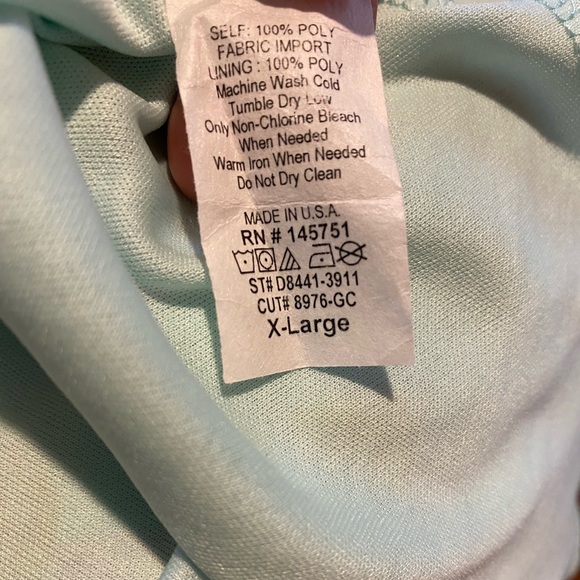 SELF: 100% POLY
FABRIC IMPORT
LINING : 100% POLY
Machine Wash Cold
Tumble Dry Low
Only Non-Chlorine Bleach
When Needed
Warm Iron When Needed
Do Not Dry Clean
MADE IN U.S.A.
RN # 145751
ST# D8441-3911
CUT# 8976-GC
X-Large